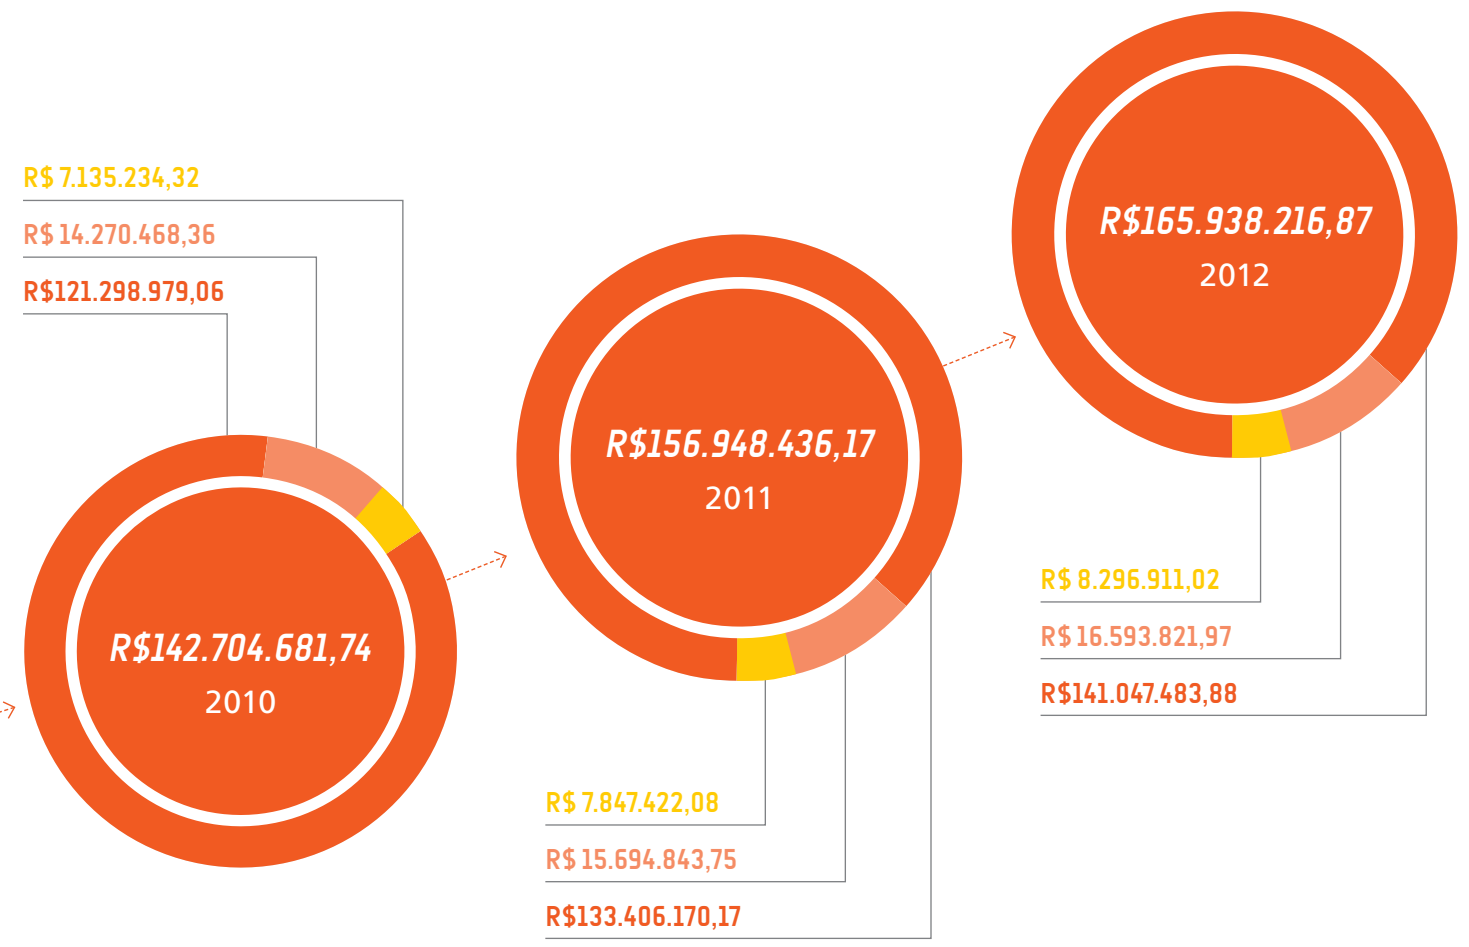 R$ 7.135.234,32
R$ 14.270.468,36
R$121.298.979,06
R$142.704.681,74
2010
R$156.948.436,17
2011
R$ 7.847.422,08
R$ 15.694.843,75
R$133.406.170,17
R$165.938.216,87
2012
R$ 8.296.911,02
R$ 16.593.821,97
R$141.047.483,88